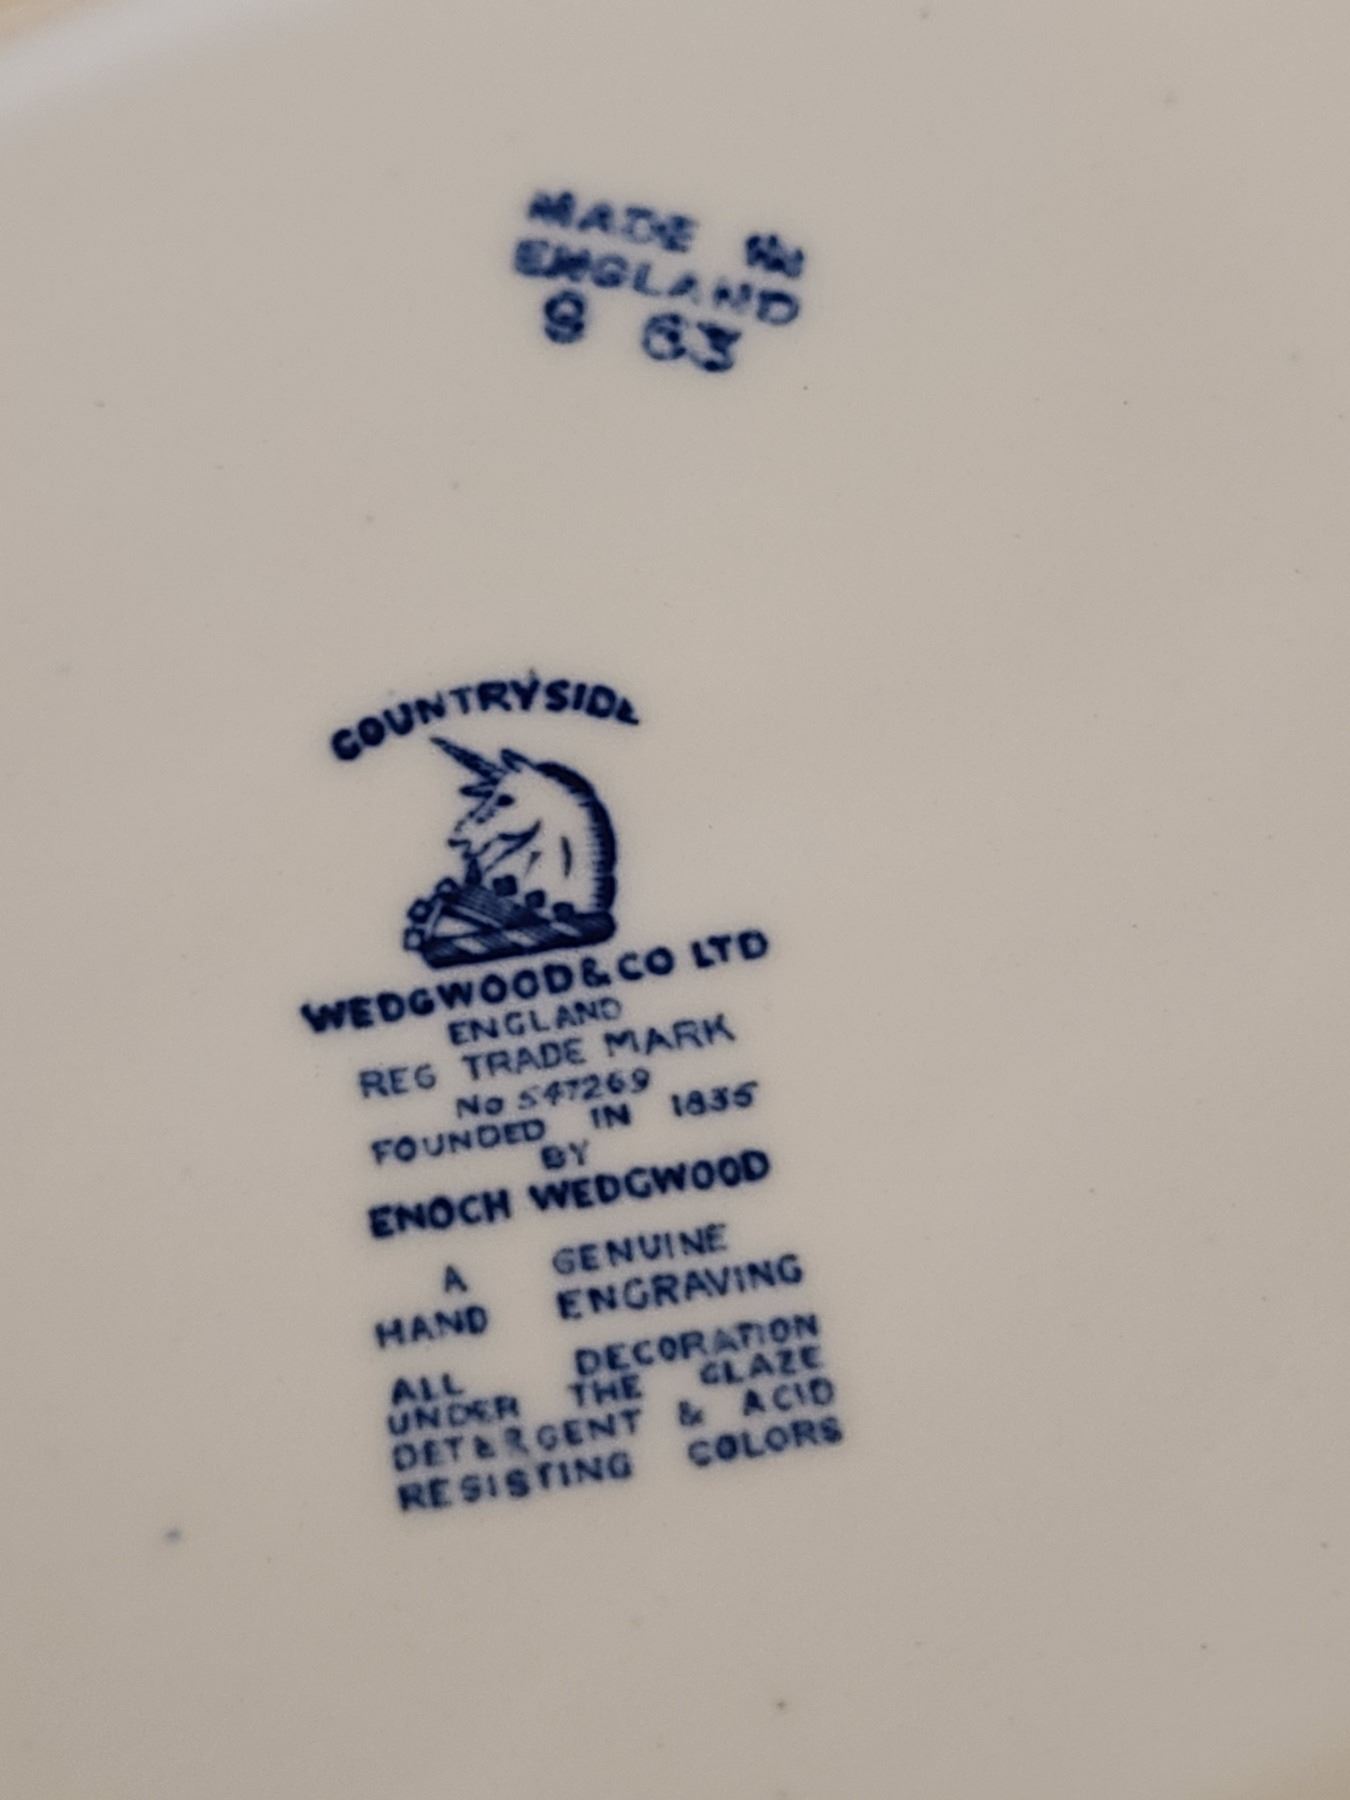 MADE IN
ENGLAND
8 63
COUNTRYSIDE
WEDGWOOD & CO LTD
ENGLAND
REG TRADE MARK
No 547269
FOUNDED IN 1835
BY
ENOCH WEDGWOOD
A GENUINE
HAND ENGRAVING
ALL DECORATION
UNDER THE GLAZE
DETERGENT & ACID
RESISTING COLORS